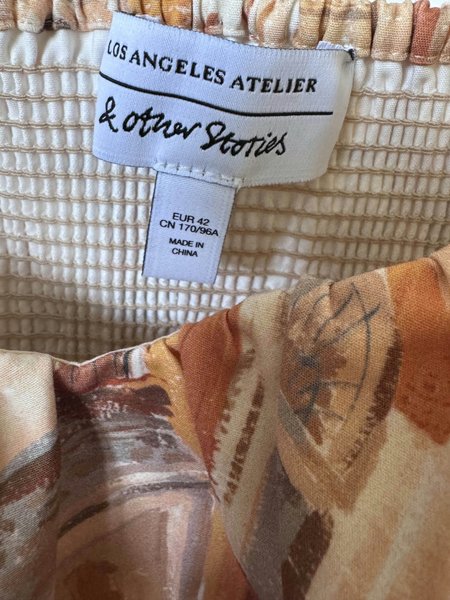 LOS ANGELES ATELIER
& other Stories
EUR 42
CN 170/96A
MADE IN
CHINA